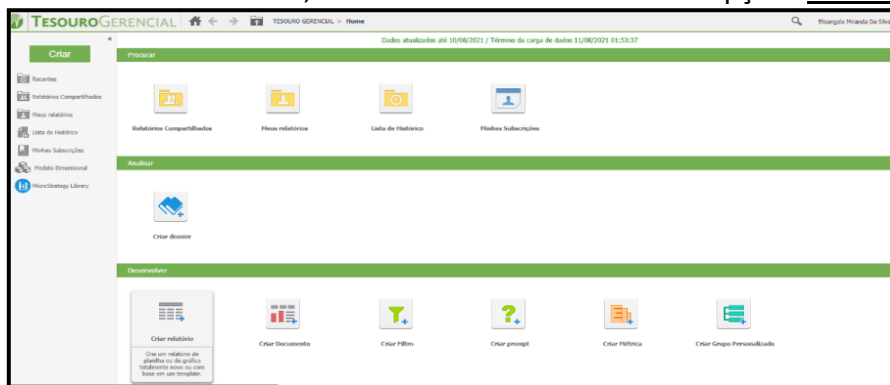 TESOUROGERENCIAL TESOURO GERENCIAL > Home Elisangela Miranda Da Silva
Dados atualizados até 10/08/2021 / Término da carga de dados 11/08/2021 01:53:37
Criar
Recentes
Relatórios Compartilhados
Meus relatórios
Lista de Histórico
Minhas Subscrições
Modelo Dimensional
MicroStrategy Library
Procurar
Relatórios Compartilhados Meus relatórios Lista de Histórico Minhas Subscrições
Analisar
Criar dossier
Desenvolver
Criar relatório Criar Documento Criar Filtro Criar prompt Criar Métrica Criar Grupo Personalizado
Crie um relatório de
planilha ou de gráfico
totalmente novo ou com
base em um template.